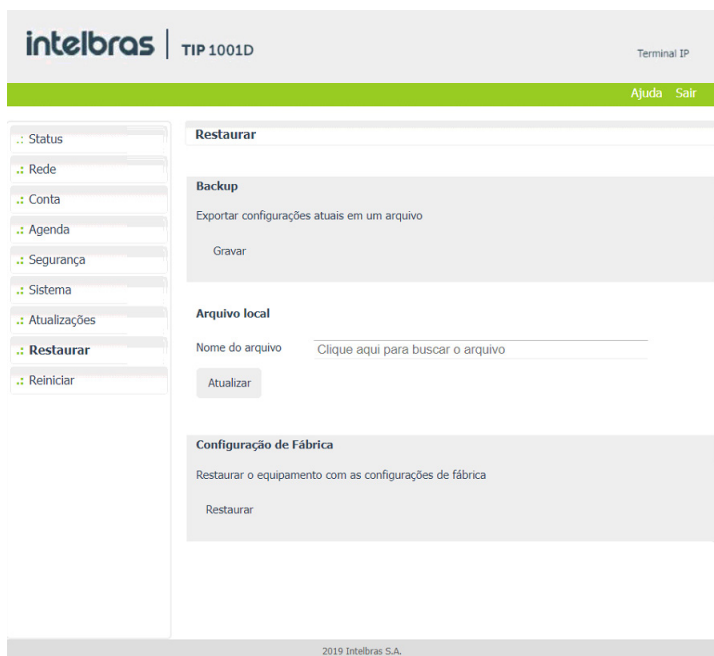 intelbras TIP 1001D
Terminal IP
Ajuda Sair
.: Status
.: Rede
.: Conta
.: Agenda
.: Segurança
.: Sistema
.: Atualizações
.: Restaurar
.: Reiniciar
Restaurar
Backup
Exportar configurações atuais em um arquivo
Gravar
Arquivo local
Nome do arquivo Clique aqui para buscar o arquivo
Atualizar
Configuração de Fábrica
Restaurar o equipamento com as configurações de fábrica
Restaurar
2019 Intelbras S.A.